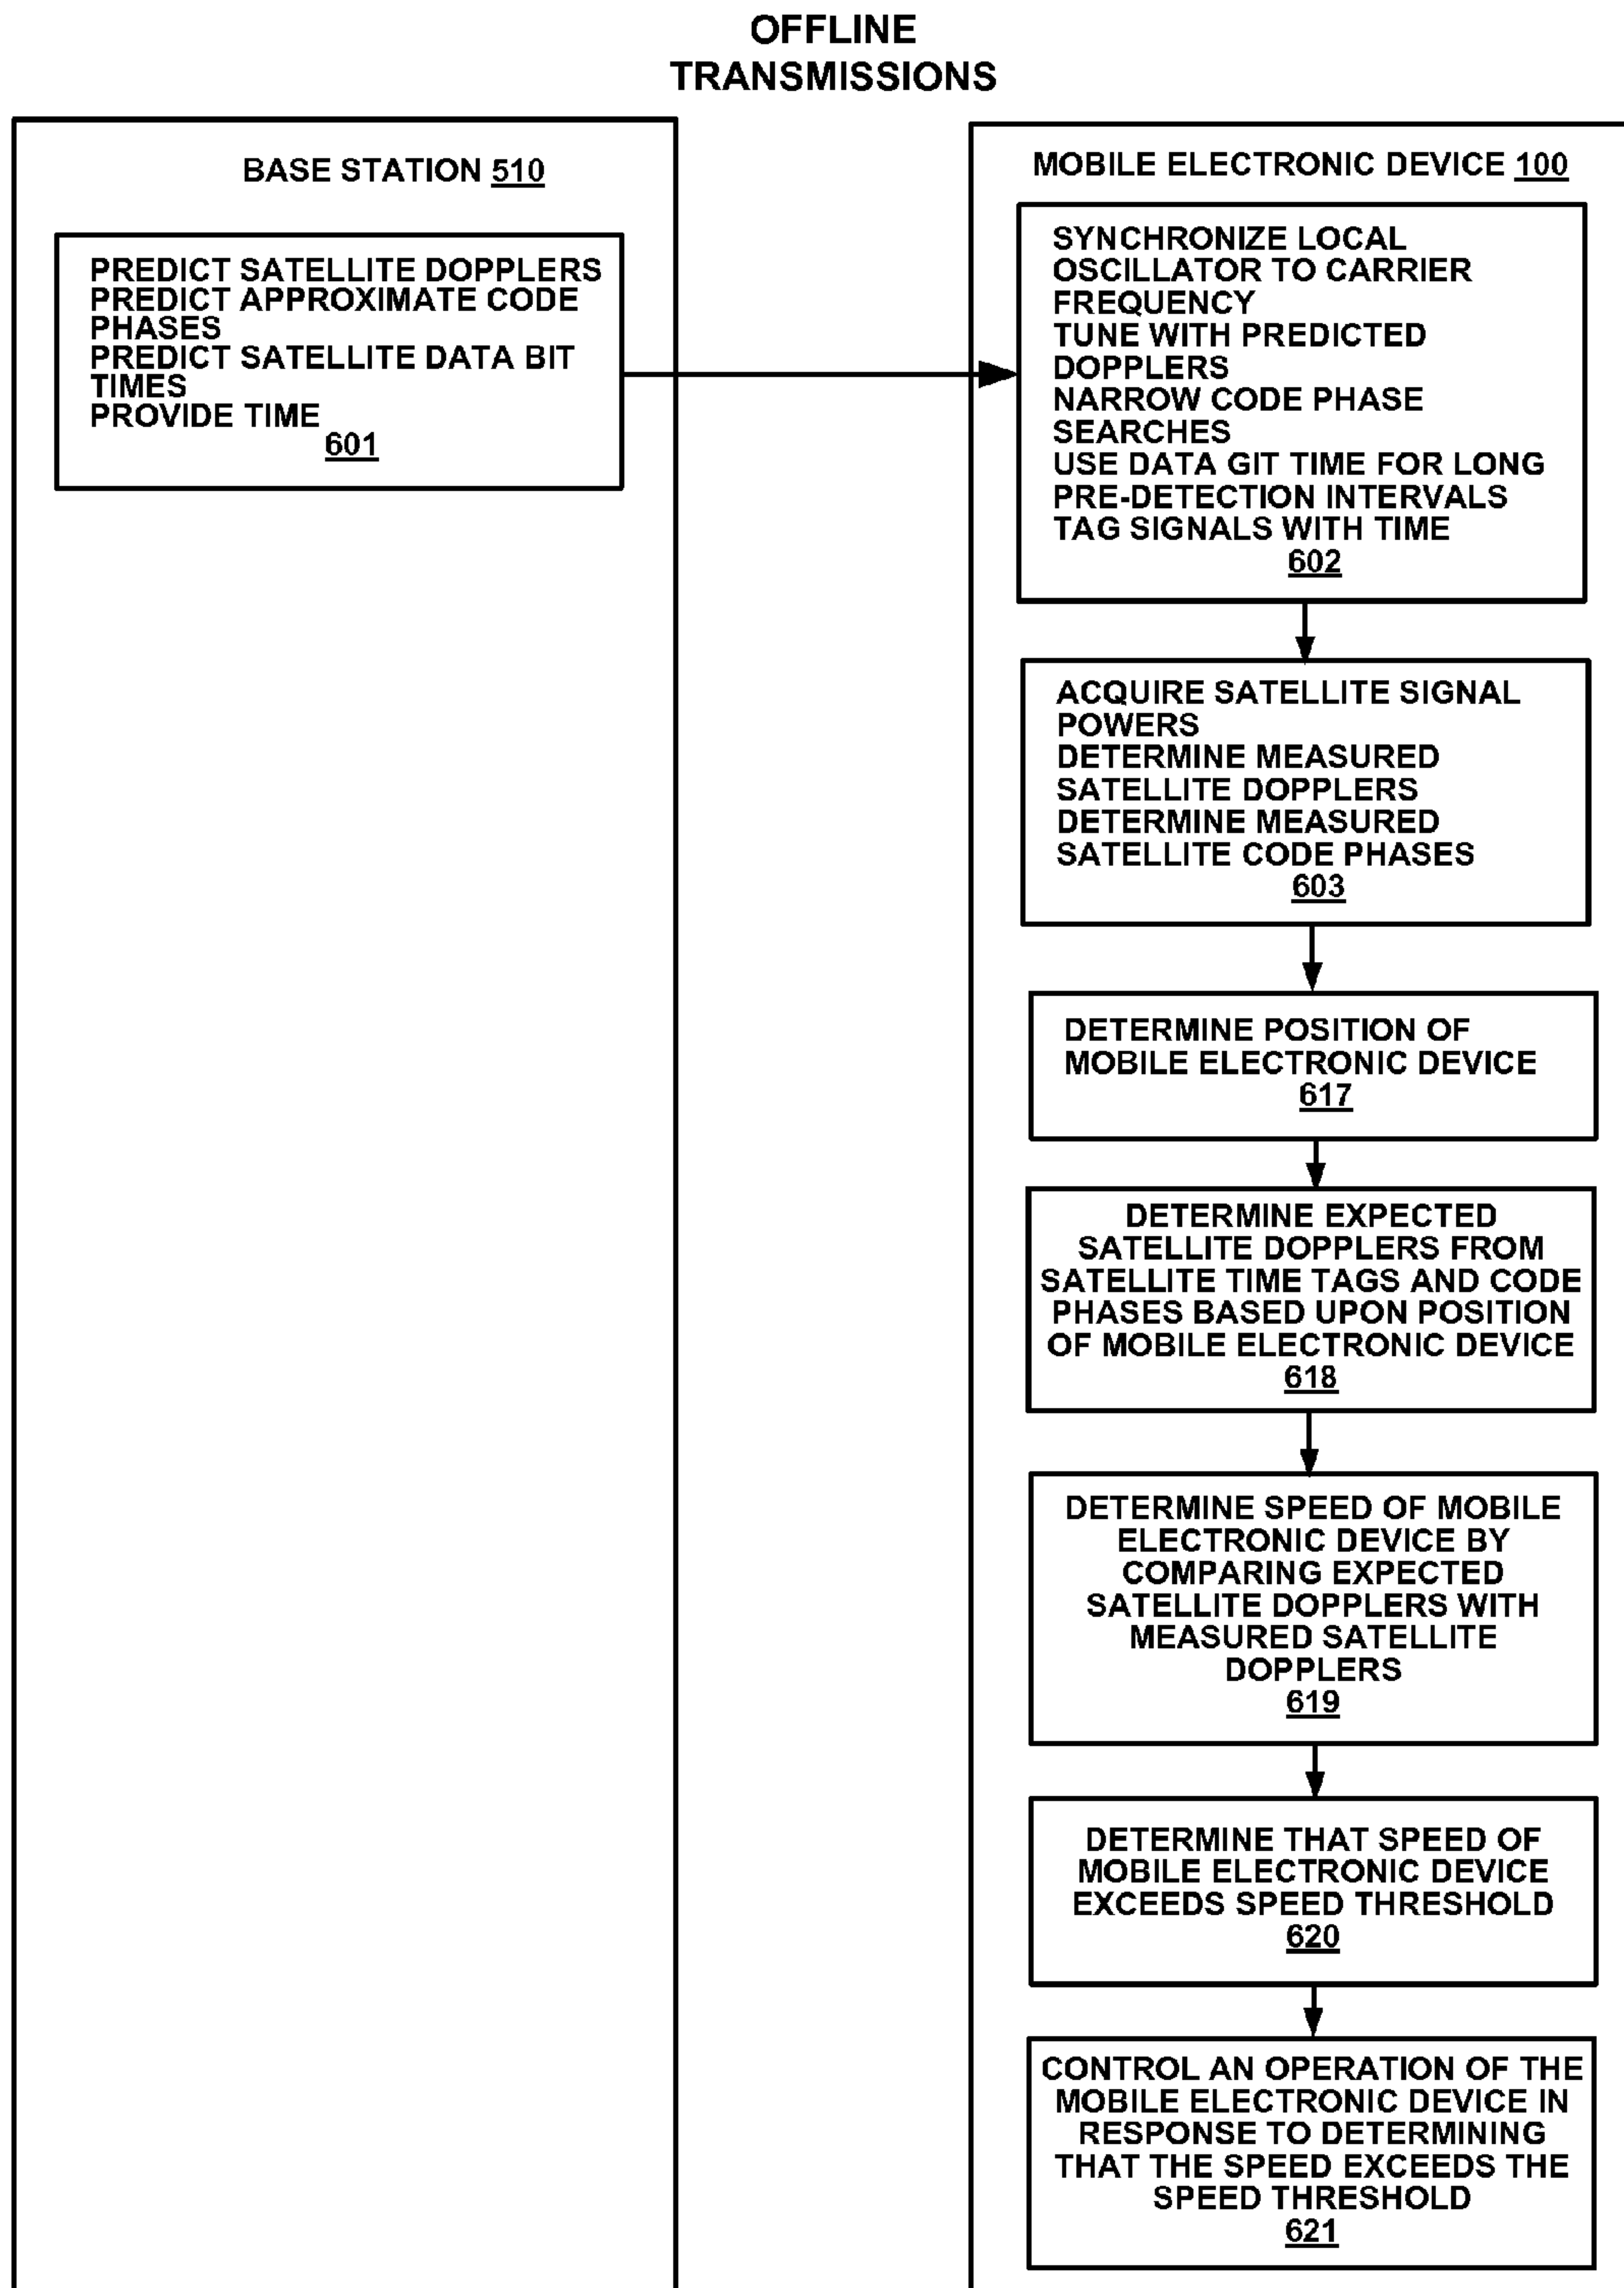 OFFLINE
TRANSMISSIONS
BASE STATION 510
PREDICT SATELLITE DOPPLERS
PREDICT APPROXIMATE CODE
PHASES
PREDICT SATELLITE DATA BIT
TIMES
PROVIDE TIME
601
MOBILE ELECTRONIC DEVICE 100
SYNCHRONIZE LOCAL
OSCILLATOR TO CARRIER
FREQUENCY
TUNE WITH PREDICTED
DOPPLERS
NARROW CODE PHASE
SEARCHES
USE DATA GIT TIME FOR LONG
PRE-DETECTION INTERVALS
TAG SIGNALS WITH TIME
602
ACQUIRE SATELLITE SIGNAL
POWERS
DETERMINE MEASURED
SATELLITE DOPPLERS
DETERMINE MEASURED
SATELLITE CODE PHASES
603
DETERMINE POSITION OF
MOBILE ELECTRONIC DEVICE
617
DETERMINE EXPECTED
SATELLITE DOPPLERS FROM
SATELLITE TIME TAGS AND CODE
PHASES BASED UPON POSITION
OF MOBILE ELECTRONIC DEVICE
618
DETERMINE SPEED OF MOBILE
ELECTRONIC DEVICE BY
COMPARING EXPECTED
SATELLITE DOPPLERS WITH
MEASURED SATELLITE
DOPPLERS
619
DETERMINE THAT SPEED OF
MOBILE ELECTRONIC DEVICE
EXCEEDS SPEED THRESHOLD
620
CONTROL AN OPERATION OF THE
MOBILE ELECTRONIC DEVICE IN
RESPONSE TO DETERMINING
THAT THE SPEED EXCEEDS THE
SPEED THRESHOLD
621